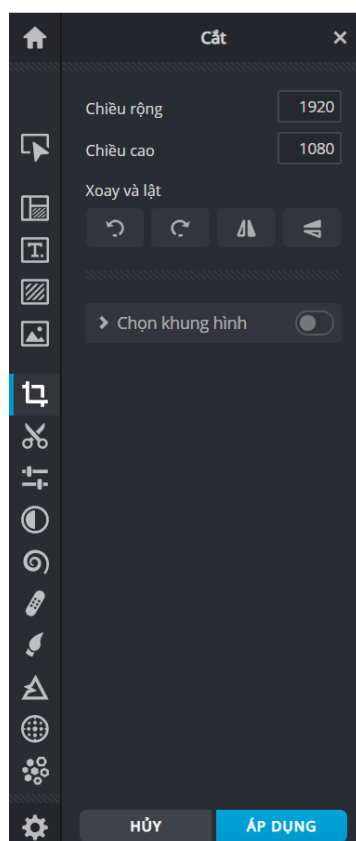 Cắt
Chiều rộng 1920
Chiều cao 1080
Xoay và lật
Chọn khung hình
T.
HỦY ÁP DỤNG